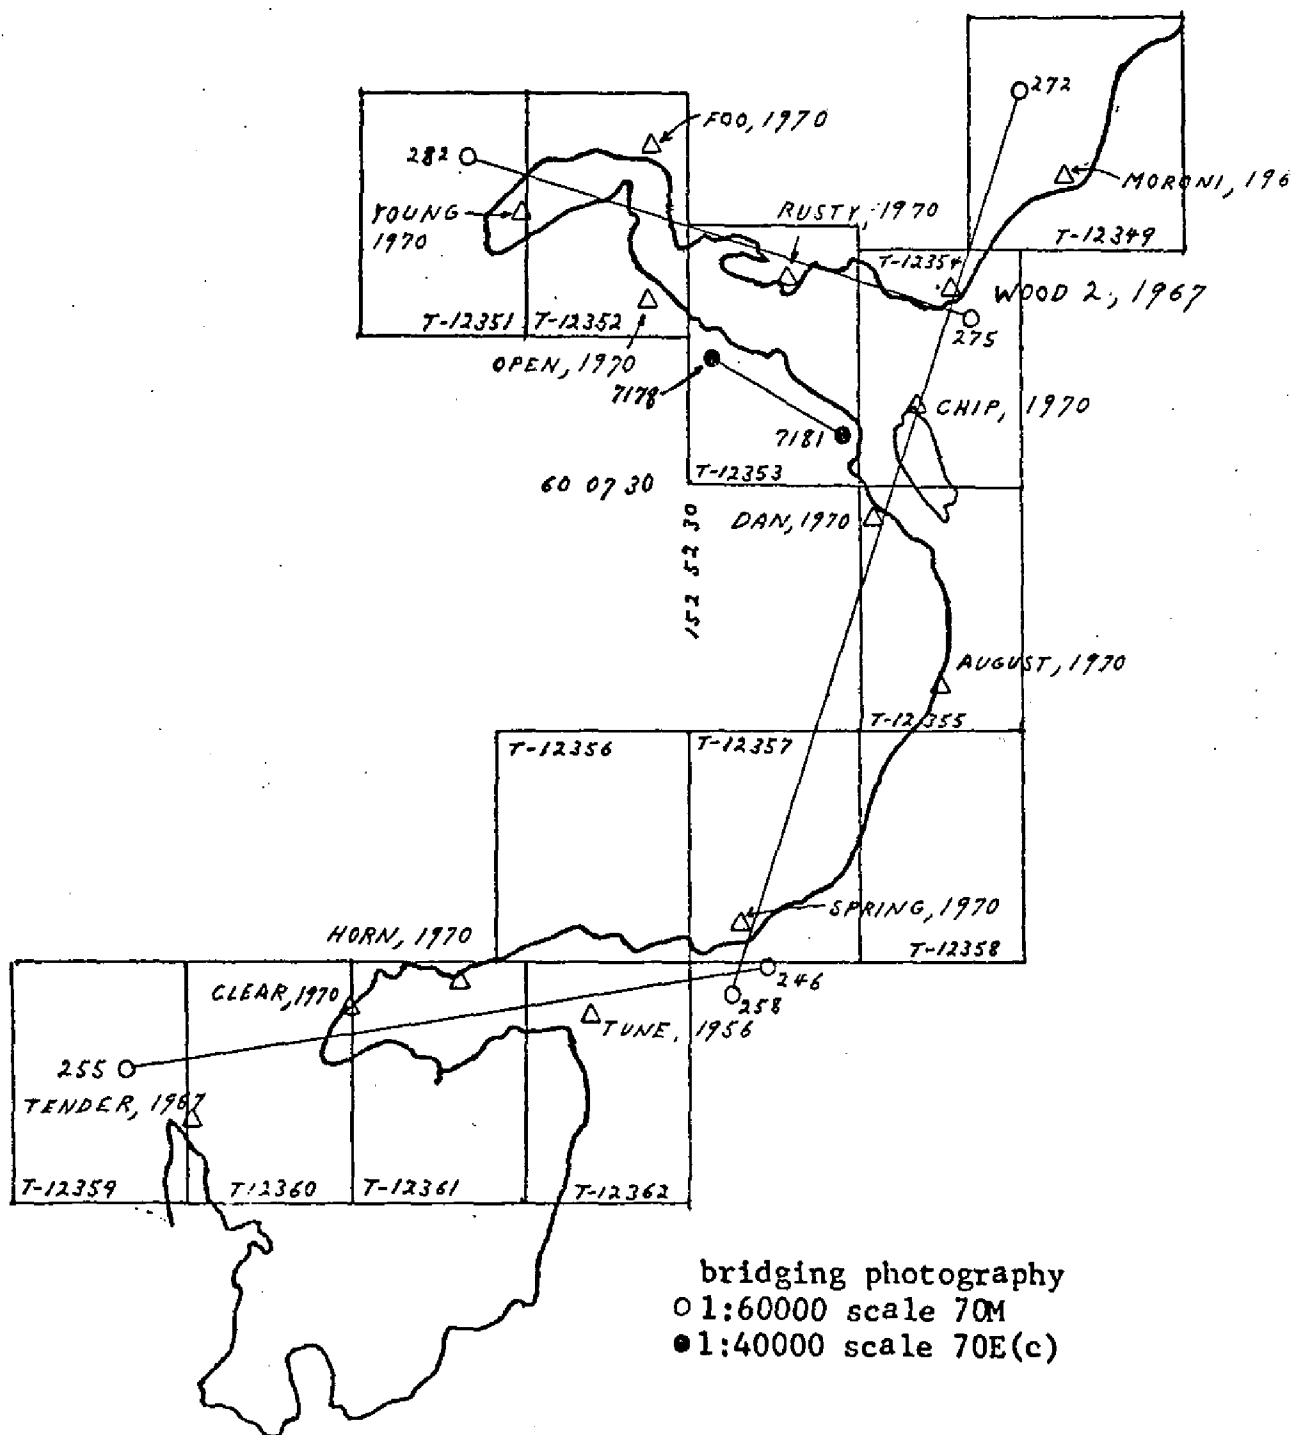 272
FOO, 1970
282
MORONI, 196
YOUNG
1970
RUSTY, 1970
T-12349
T-12354
WOOD 2, 1967
T-12351
T-12352
275
OPEN, 1970
7178
CHIP, 1970
7181
T-12353
60 07 30
152 52 30
DAN, 1970
AUGUST, 1970
T-12355
T-12356
T-12357
SPRING, 1970
HORN, 1970
T-12358
246
CLEAR, 1970
258
TUNE, 1956
255
TENDER, 1967
T-12359
T-12360
T-12361
T-12362
bridging photography
1:60000 scale 70M
1:40000 scale 70E(c)